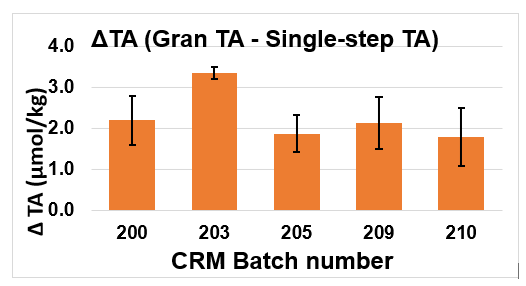 ΔTA (Gran TA - Single-step TA)
4.0
3.0
2.0
1.0
0.0
Δ TA (µmol/kg)
200 203 205 209 210
CRM Batch number